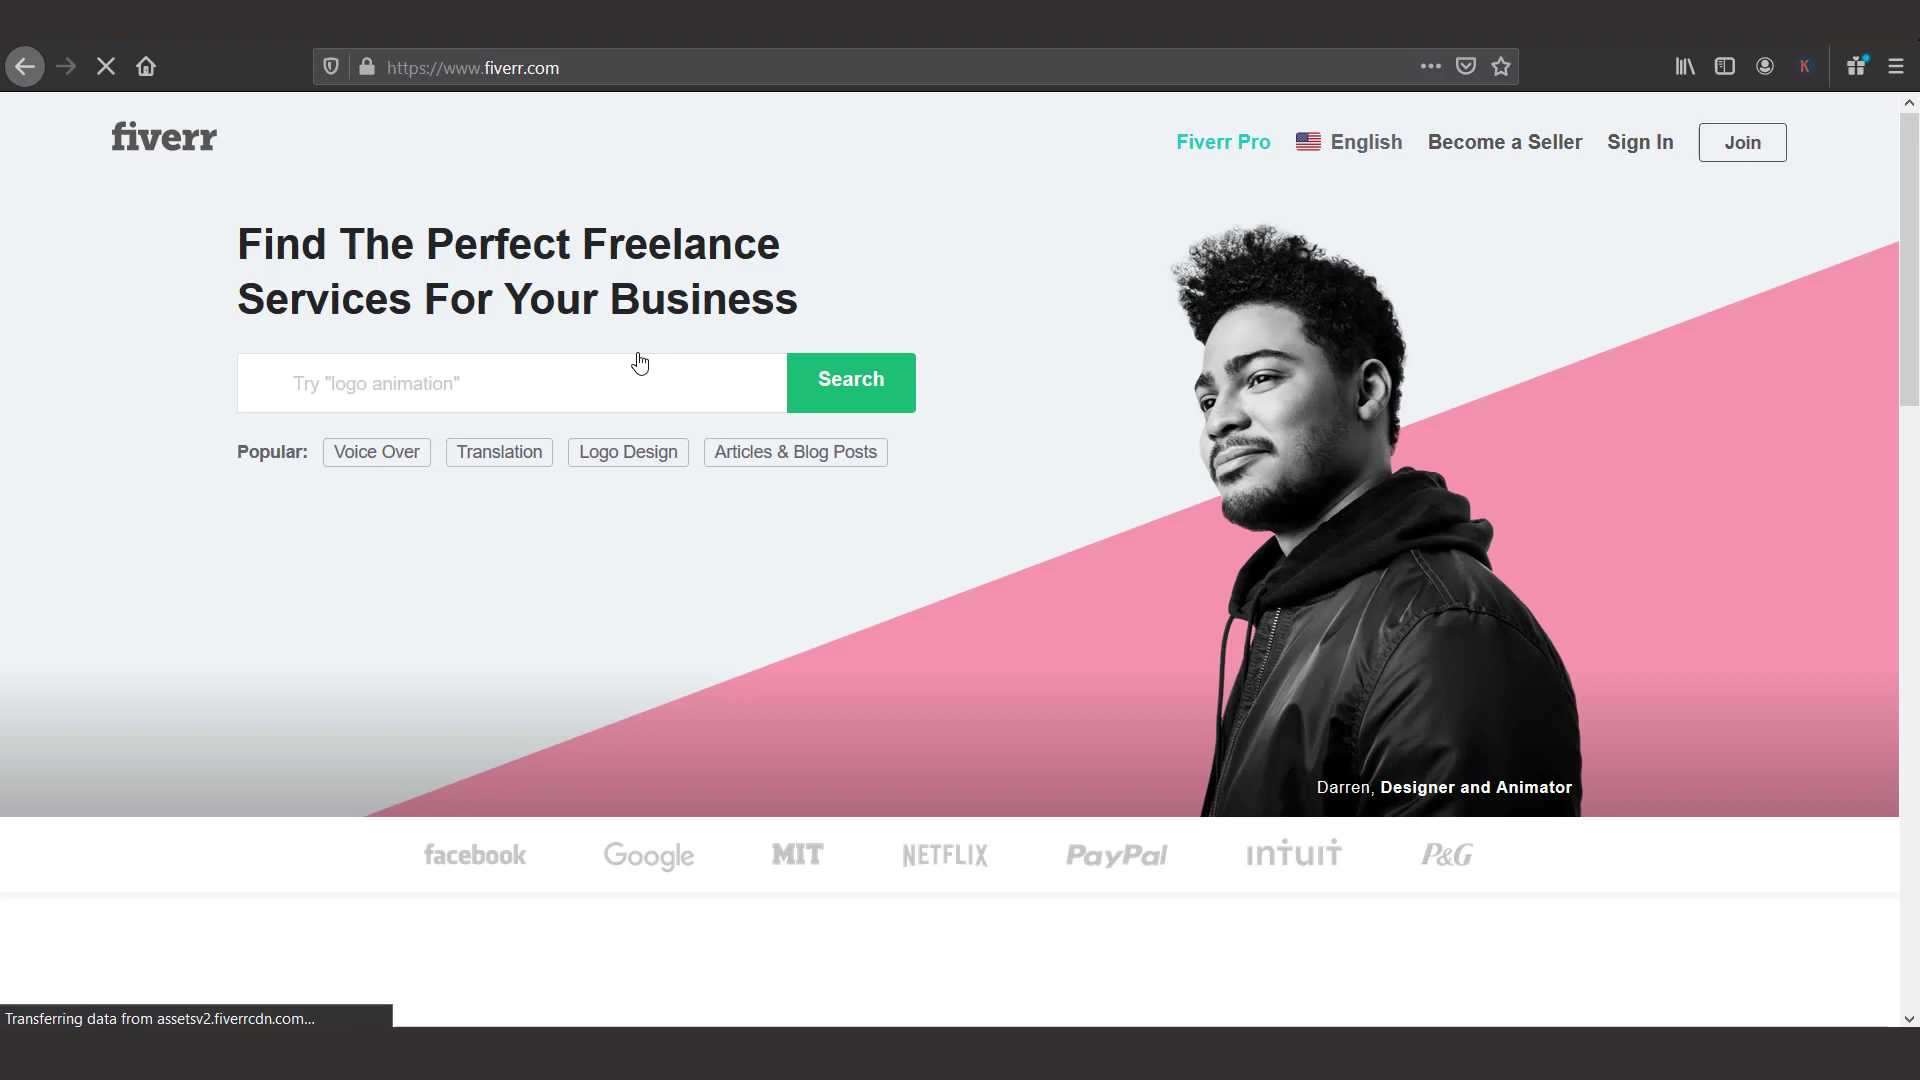 https://www.fiverr.com
K
fiverr
Fiverr Pro English Become a Seller Sign In Join
Find The Perfect Freelance
Services For Your Business
Try "logo animation" Search
Popular: Voice Over Translation Logo Design Articles & Blog Posts
Darren, Designer and Animator
facebook Google MIT NETFLIX PayPal intuit P&G
Transferring data from assetsv2.fiverrcdn.com...